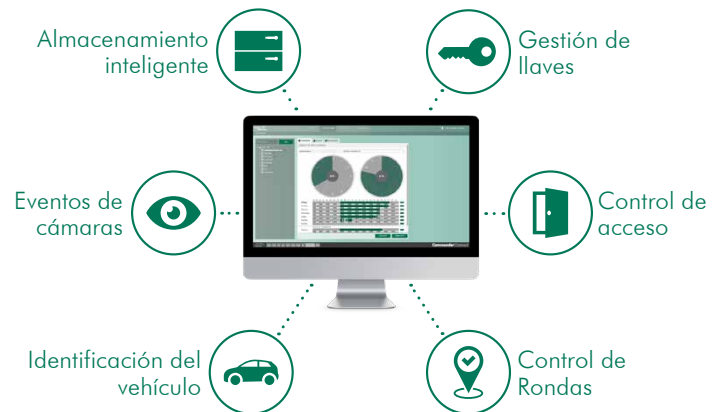 Almacenamiento
inteligente
Gestión de
llaves
Eventos de
cámaras
Control de
acceso
Identificación del
vehículo
Control de
Rondas